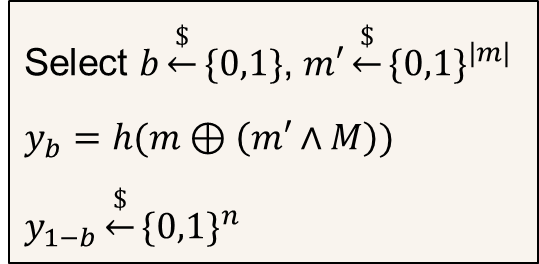 Select b ←$ {0,1}, m′ ←$ {0,1}^|m|
y_b = h(m ⊕ (m′ ∧ M))
y_{1−b} ←$ {0,1}^n